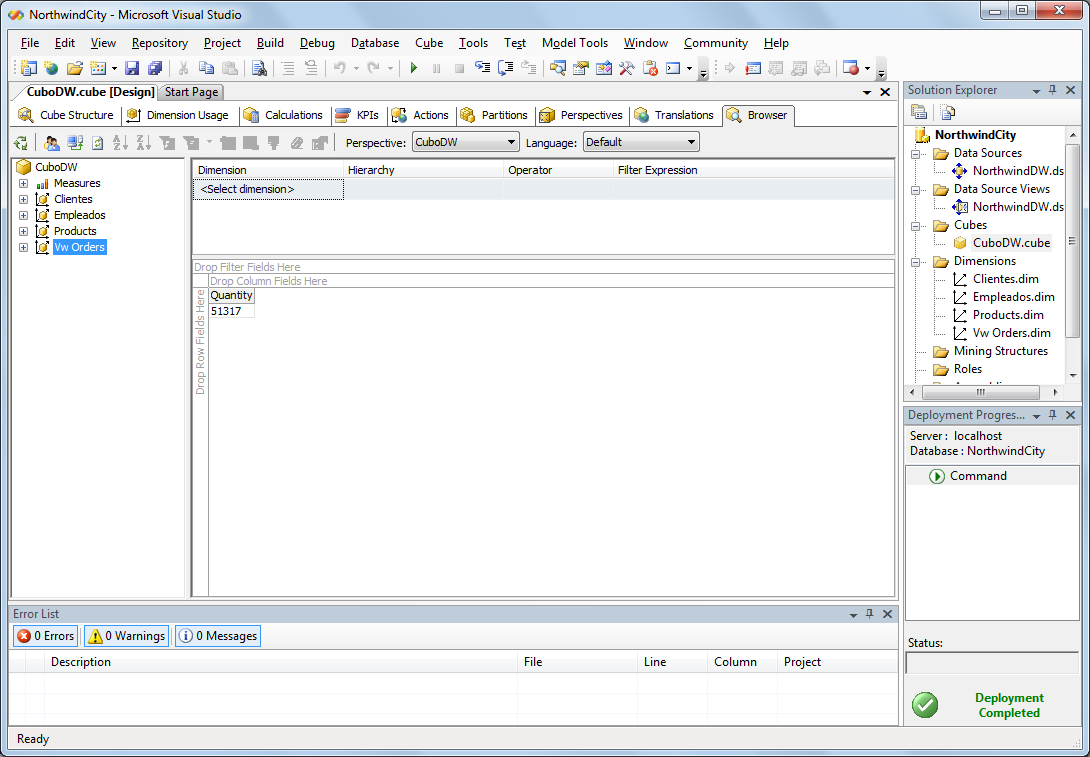 NorthwindCity - Microsoft Visual Studio
File Edit View Repository Project Build Debug Database Cube Tools Test Model Tools Window Community Help
CuboDW.cube [Design] Start Page
Cube Structure Dimension Usage Calculations KPIs Actions Partitions Perspectives Translations Browser
Perspective: CuboDW Language: Default
CuboDW
Measures
Clientes
Empleados
Products
Vw Orders
Dimension Hierarchy Operator Filter Expression
<Select dimension>
Drop Filter Fields Here
Drop Column Fields Here
Drop Row Fields Here
Quantity
51317
Solution Explorer
NorthwindCity
Data Sources
NorthwindDW.ds
Data Source Views
NorthwindDW.ds
Cubes
CuboDW.cube
Dimensions
Clientes.dim
Empleados.dim
Products.dim
Vw Orders.dim
Mining Structures
Roles
Deployment Progres...
Server : localhost
Database : NorthwindCity
Command
Status:
Deployment
Completed
Error List
0 Errors 0 Warnings 0 Messages
Description File Line Column Project
Ready